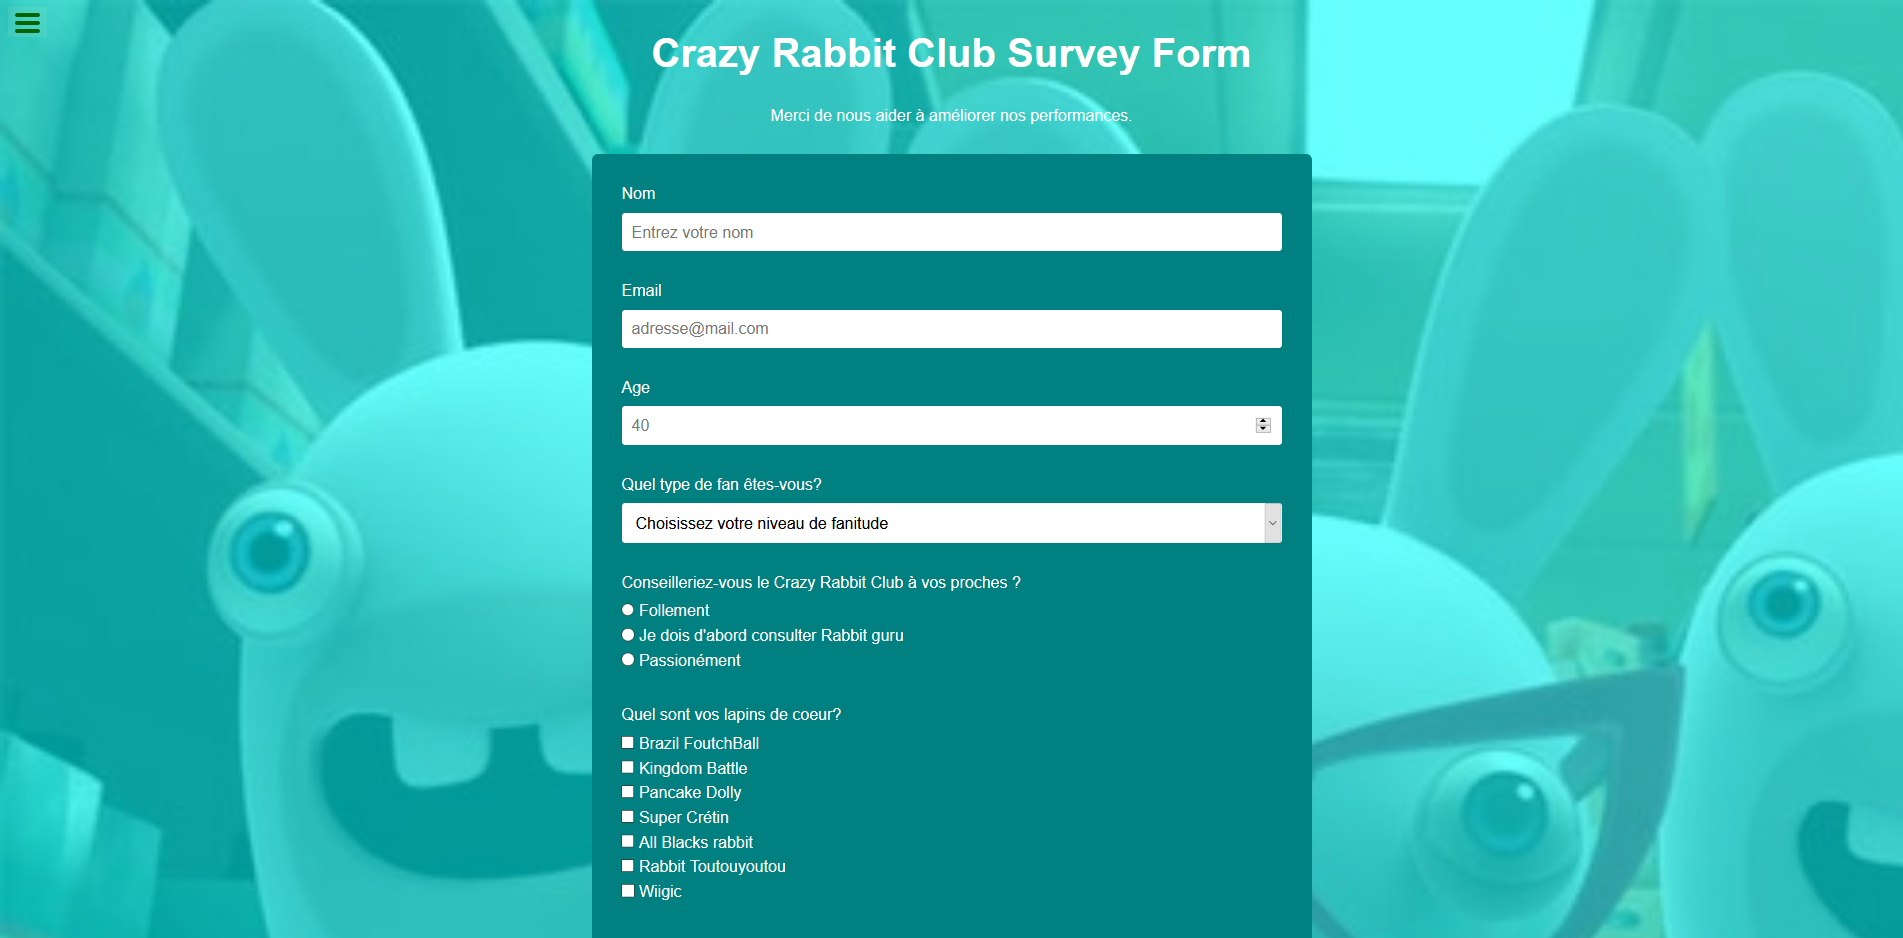 Crazy Rabbit Club Survey Form
Merci de nous aider à améliorer nos performances.
Nom
Entrez votre nom
Email
adresse@mail.com
Age
40
Quel type de fan êtes-vous?
Choisissez votre niveau de fanitude
Conseilleriez-vous le Crazy Rabbit Club à vos proches ?
Follement
Je dois d'abord consulter Rabbit guru
Passionément
Quel sont vos lapins de coeur?
Brazil FoutchBall
Kingdom Battle
Pancake Dolly
Super Crétin
All Blacks rabbit
Rabbit Toutouyoutou
Wiigic